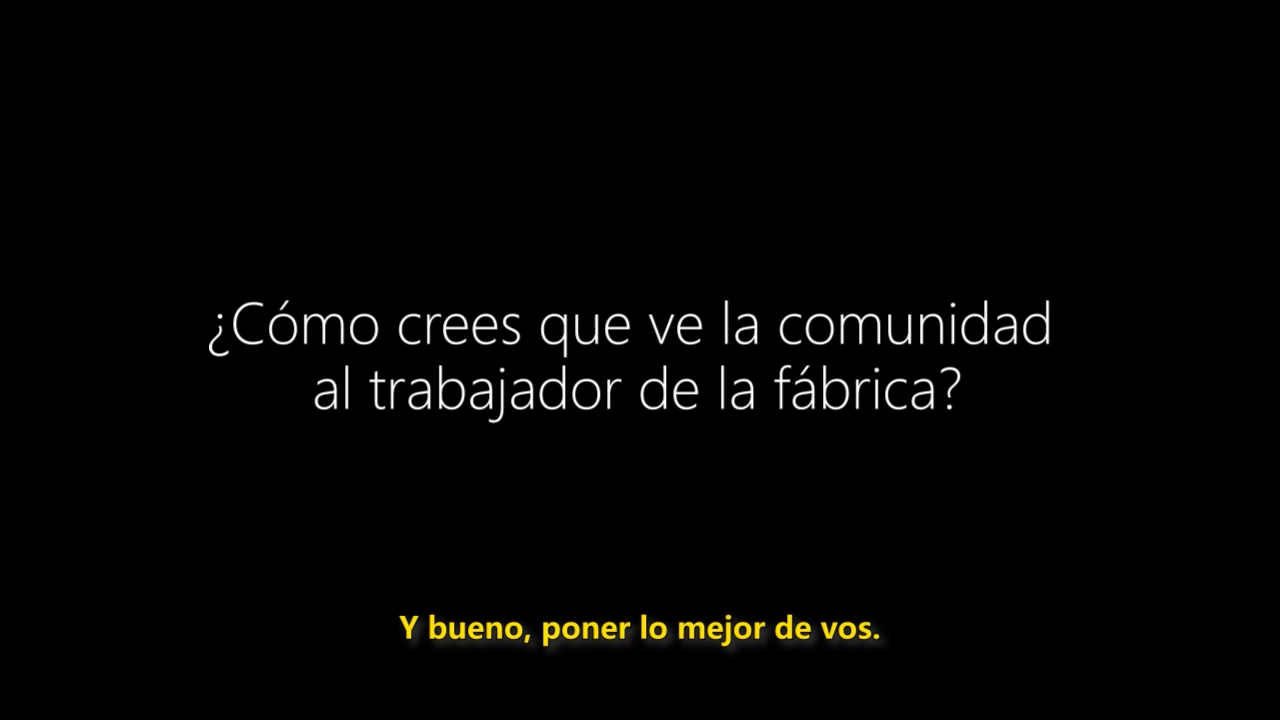 ¿Cómo crees que ve la comunidad
al trabajador de la fábrica?
Y bueno, poner lo mejor de vos.